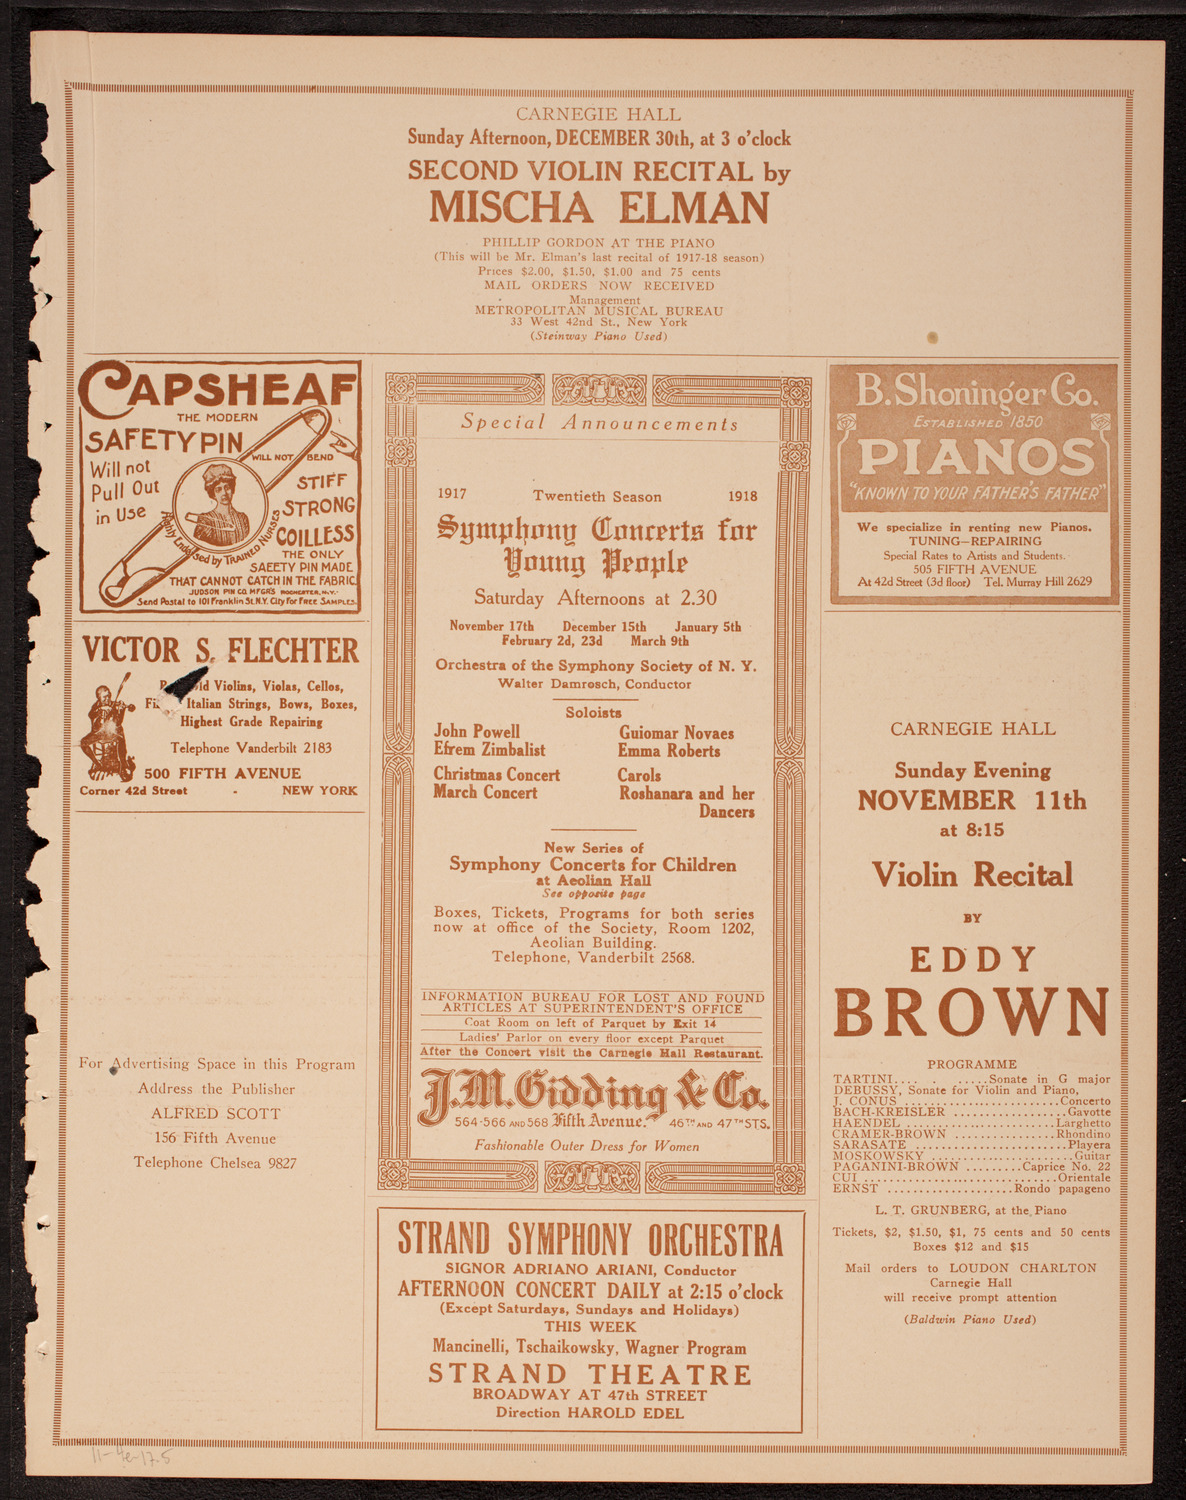 CARNEGIE HALL
Sunday Afternoon, DECEMBER 30th, at 3 o'clock
SECOND VIOLIN RECITAL by
MISCHA ELMAN
PHILLIP GORDON AT THE PIANO
(This will be Mr. Elman's last recital of 1917-18 season)
Prices $2.00, $1.50, $1.00 and 75 cents
MAIL ORDERS NOW RECEIVED
Management
METROPOLITAN MUSICAL BUREAU
33 West 42nd St., New York
(Steinway Piano Used)
CAPSHEAF
THE MODERN
SAFETY PIN
WILL NOT BEND
Will not
Pull Out
in Use
STIFF
STRONG
COILLESS
Highly Endorsed by TRAINED NURSES
THE ONLY
SAEETY PIN MADE
THAT CANNOT CATCH IN THE FABRIC
JUDSON PIN CO. MFGRS ROCHESTER, N.Y.
Send Postal to 101 Franklin St. N.Y. City For FREE SAMPLES.
VICTOR S. FLECHTER
ld Violins, Violas, Cellos,
Italian Strings, Bows, Boxes,
Highest Grade Repairing
Telephone Vanderbilt 2183
500 FIFTH AVENUE
Corner 42d Street - NEW YORK
For Advertising Space in this Program
Address the Publisher
ALFRED SCOTT
156 Fifth Avenue
Telephone Chelsea 9827
Special Announcements
1917 Twentieth Season 1918
Symphony Concerts for
Young People
Saturday Afternoons at 2.30
November 17th December 15th January 5th
February 2d, 23d March 9th
Orchestra of the Symphony Society of N. Y.
Walter Damrosch, Conductor
Soloists
John Powell Guiomar Novaes
Efrem Zimbalist Emma Roberts
Christmas Concert Carols
March Concert Roshanara and her
Dancers
New Series of
Symphony Concerts for Children
at Aeolian Hall
See opposite page
Boxes, Tickets, Programs for both series
now at office of the Society, Room 1202,
Aeolian Building.
Telephone, Vanderbilt 2568.
INFORMATION BUREAU FOR LOST AND FOUND
ARTICLES AT SUPERINTENDENT'S OFFICE
Coat Room on left of Parquet by Exit 14
Ladies' Parlor on every floor except Parquet
After the Concert visit the Carnegie Hall Restaurant.
J.M. Gidding & Co.
564-566 AND 568 Fifth Avenue. 46TH AND 47TH STS.
Fashionable Outer Dress for Women
STRAND SYMPHONY ORCHESTRA
SIGNOR ADRIANO ARIANI, Conductor
AFTERNOON CONCERT DAILY at 2:15 o'clock
(Except Saturdays, Sundays and Holidays)
THIS WEEK
Mancinelli, Tschaikowsky, Wagner Program
STRAND THEATRE
BROADWAY AT 47th STREET
Direction HAROLD EDEL
B. Shoninger Co.
ESTABLISHED 1850
PIANOS
"KNOWN TO YOUR FATHER'S FATHER"
We specialize in renting new Pianos.
TUNING—REPAIRING
Special Rates to Artists and Students.
505 FIFTH AVENUE
At 42d Street (3d floor) Tel. Murray Hill 2629
CARNEGIE HALL
Sunday Evening
NOVEMBER 11th
at 8:15
Violin Recital
BY
EDDY
BROWN
PROGRAMME
TARTINI.... . .....Sonate in G major
DEBUSSY, Sonate for Violin and Piano,
J. CONUS ....................Concerto
BACH-KREISLER ..................Gavotte
HAENDEL ........................Larghetto
CRAMER-BROWN ................Rhondino
SARASATE ........................Playera
MOSKOWSKY ......................Guitar
PAGANINI-BROWN .........Caprice No. 22
CUI ..............................Orientale
ERNST ....................Rondo papageno
L. T. GRUNBERG, at the Piano
Tickets, $2, $1.50, $1, 75 cents and 50 cents
Boxes $12 and $15
Mail orders to LOUDON CHARLTON
Carnegie Hall
will receive prompt attention
(Baldwin Piano Used)